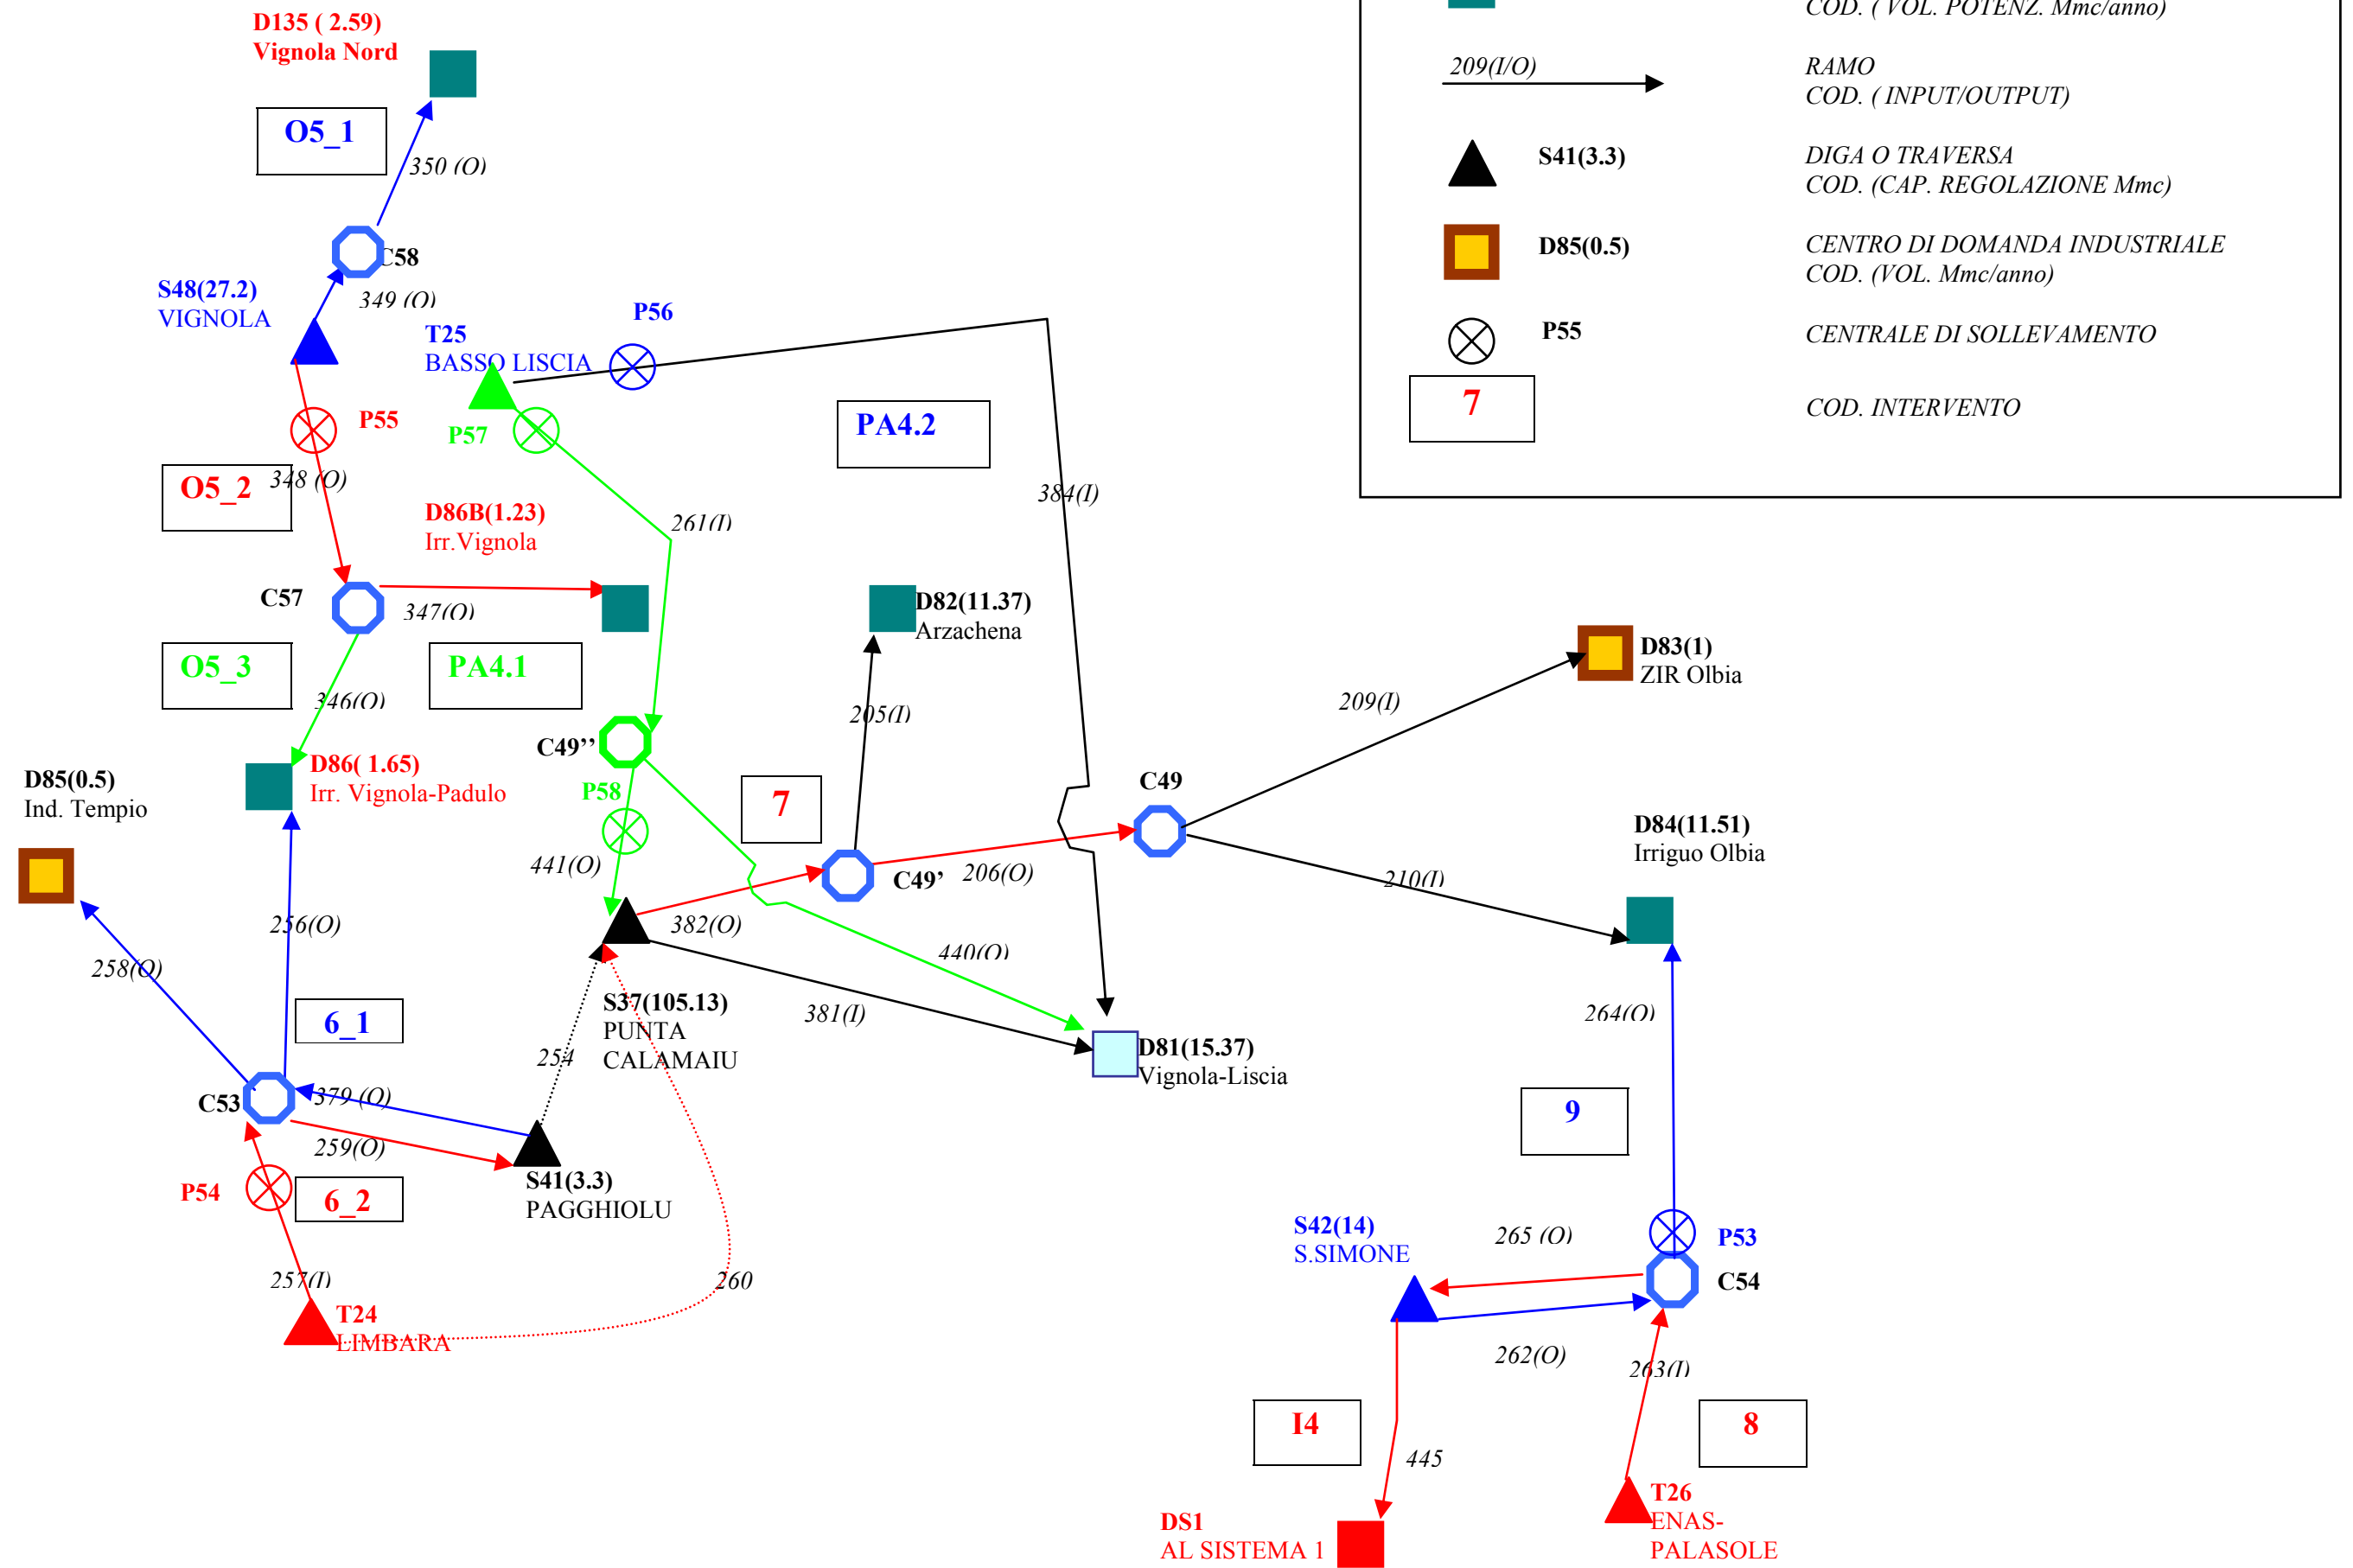 D135 ( 2.59)
Vignola Nord
COD. ( VOL. POTENZ. Mmc/anno)
209(I/O)
RAMO
COD. ( INPUT/OUTPUT)
O5_1
350 (O)
S41(3.3)
DIGA O TRAVERSA
COD. (CAP. REGOLAZIONE Mmc)
C58
D85(0.5)
CENTRO DI DOMANDA INDUSTRIALE
COD. (VOL. Mmc/anno)
S48(27.2)
VIGNOLA
349 (O)
P56
T25
BASSO LISCIA
P55
CENTRALE DI SOLLEVAMENTO
7
COD. INTERVENTO
P55
P57
PA4.2
O5_2
348 (O)
384(I)
D86B(1.23)
Irr.Vignola
261(I)
C57
347(O)
D82(11.37)
Arzachena
O5_3
PA4.1
346(O)
205(I)
D83(1)
ZIR Olbia
209(I)
C49’’
D86( 1.65)
Irr. Vignola-Padulo
D85(0.5)
Ind. Tempio
P58
7
C49
D84(11.51)
Irriguo Olbia
441(O)
C49’
206(O)
210(I)
256(O)
382(O)
258(O)
440(O)
6_1
S37(105.13)
PUNTA
CALAMAIU
381(I)
264(O)
254
D81(15.37)
Vignola-Liscia
C53
379 (O)
259(O)
9
S41(3.3)
PAGGHIOLU
P54
6_2
S42(14)
S.SIMONE
265 (O)
P53
257(I)
260
C54
T24
LIMBARA
262(O)
263(I)
I4
8
445
DS1
AL SISTEMA 1
T26
ENAS-
PALASOLE